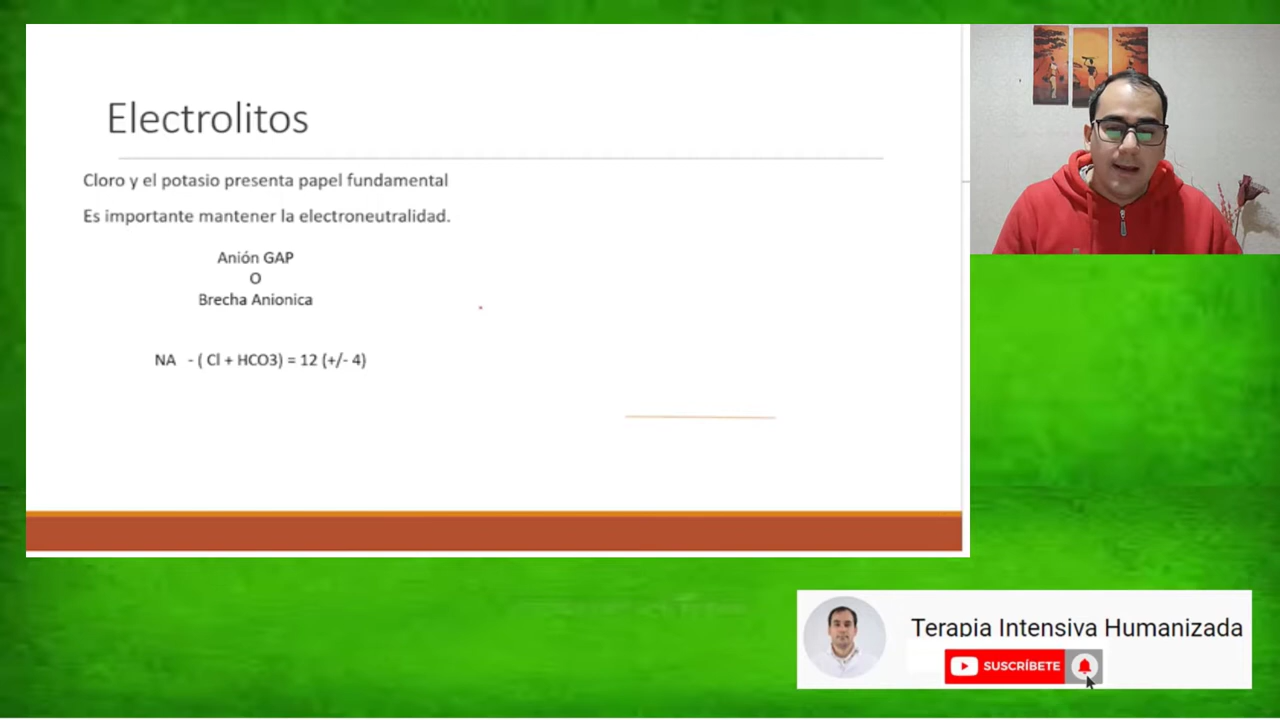 Electrolitos
Cloro y el potasio presenta papel fundamental
Es importante mantener la electroneutralidad.
Anión GAP
O
Brecha Anionica
NA - ( Cl + HCO3) = 12 (+/- 4)
Terapia Intensiva Humanizada
SUSCRÍBETE